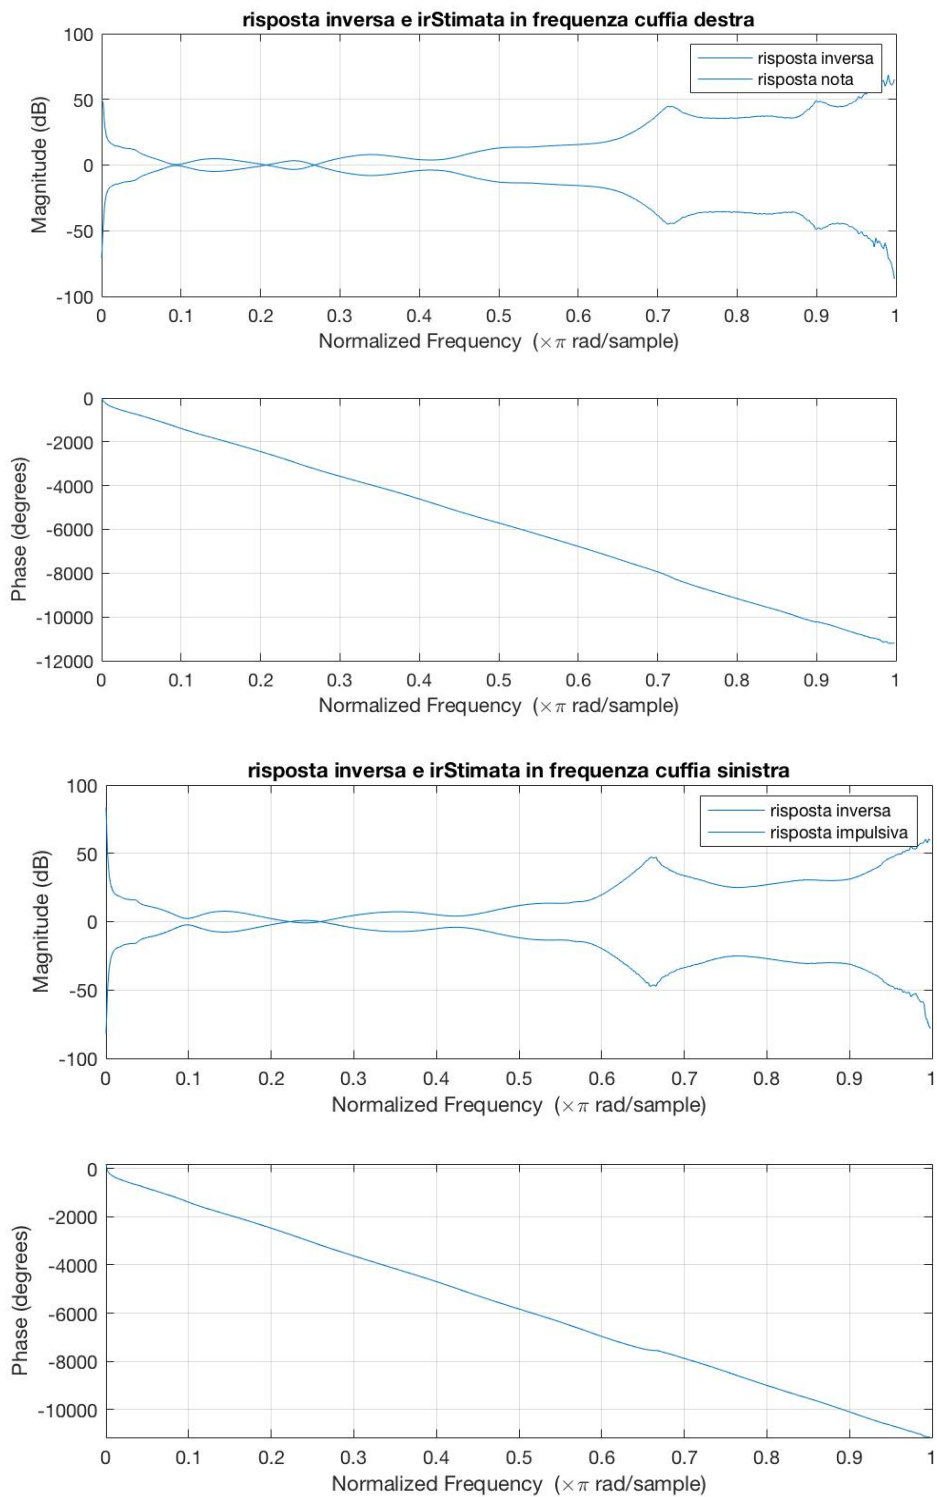 risposta inversa e irStimata in frequenza cuffia destra
100
50
0
-50
-100
Magnitude (dB)
risposta inversa
risposta nota
0 0.1 0.2 0.3 0.4 0.5 0.6 0.7 0.8 0.9 1
Normalized Frequency (×π rad/sample)
0
-2000
-4000
-6000
-8000
-10000
-12000
Phase (degrees)
0 0.1 0.2 0.3 0.4 0.5 0.6 0.7 0.8 0.9 1
Normalized Frequency (×π rad/sample)
risposta inversa e irStimata in frequenza cuffia sinistra
100
50
0
-50
-100
Magnitude (dB)
risposta inversa
risposta impulsiva
0 0.1 0.2 0.3 0.4 0.5 0.6 0.7 0.8 0.9 1
Normalized Frequency (×π rad/sample)
0
-2000
-4000
-6000
-8000
-10000
Phase (degrees)
0 0.1 0.2 0.3 0.4 0.5 0.6 0.7 0.8 0.9 1
Normalized Frequency (×π rad/sample)